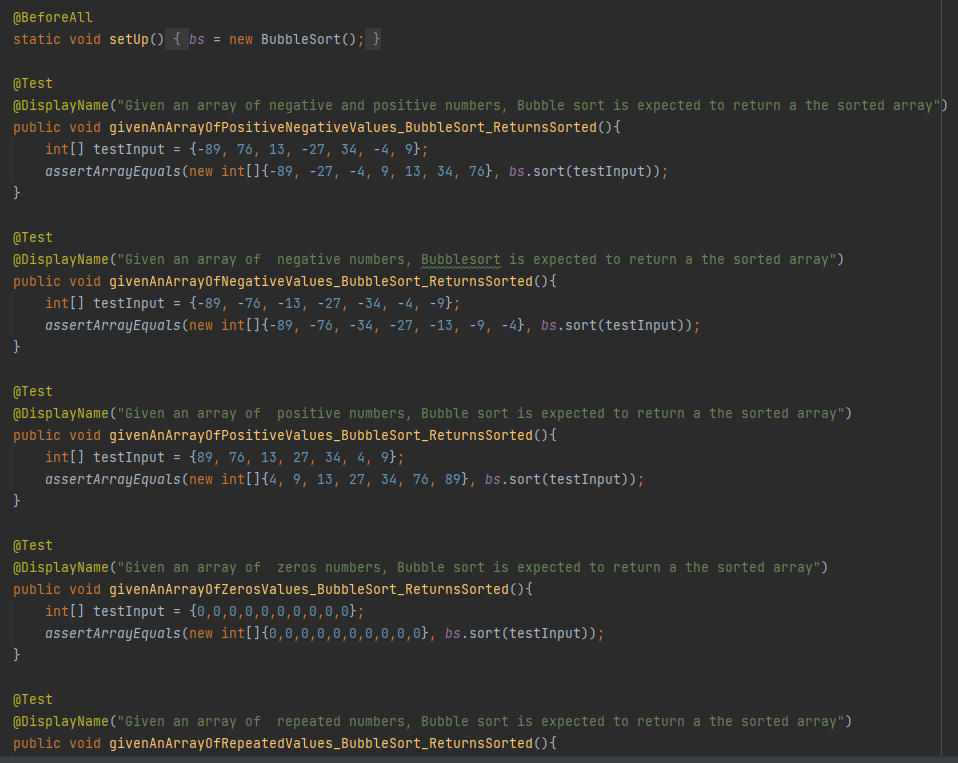 @BeforeAll
static void setUp() { bs = new BubbleSort(); }
@Test
@DisplayName("Given an array of negative and positive numbers, Bubble sort is expected to return a the sorted array")
public void givenAnArrayOfPositiveNegativeValues_BubbleSort_ReturnsSorted(){
int[] testInput = {-89, 76, 13, -27, 34, -4, 9};
assertArrayEquals(new int[]{-89, -27, -4, 9, 13, 34, 76}, bs.sort(testInput));
}
@Test
@DisplayName("Given an array of  negative numbers, Bubblesort is expected to return a the sorted array")
public void givenAnArrayOfNegativeValues_BubbleSort_ReturnsSorted(){
int[] testInput = {-89, -76, -13, -27, -34, -4, -9};
assertArrayEquals(new int[]{-89, -76, -34, -27, -13, -9, -4}, bs.sort(testInput));
}
@Test
@DisplayName("Given an array of  positive numbers, Bubble sort is expected to return a the sorted array")
public void givenAnArrayOfPositiveValues_BubbleSort_ReturnsSorted(){
int[] testInput = {89, 76, 13, 27, 34, 4, 9};
assertArrayEquals(new int[]{4, 9, 13, 27, 34, 76, 89}, bs.sort(testInput));
}
@Test
@DisplayName("Given an array of  zeros numbers, Bubble sort is expected to return a the sorted array")
public void givenAnArrayOfZerosValues_BubbleSort_ReturnsSorted(){
int[] testInput = {0,0,0,0,0,0,0,0,0,0};
assertArrayEquals(new int[]{0,0,0,0,0,0,0,0,0,0}, bs.sort(testInput));
}
@Test
@DisplayName("Given an array of  repeated numbers, Bubble sort is expected to return a the sorted array")
public void givenAnArrayOfRepeatedValues_BubbleSort_ReturnsSorted(){